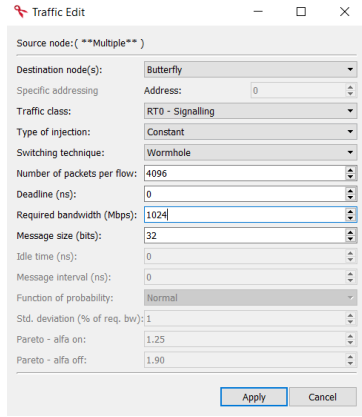 Traffic Edit
Source node:( **Multiple** )
Destination node(s): Butterfly
Specific addressing Address: 0
Traffic class: RT0 - Signalling
Type of injection: Constant
Switching technique: Wormhole
Number of packets per flow: 4096
Deadline (ns): 0
Required bandwidth (Mbps): 1024
Message size (bits): 32
Idle time (ns): 0
Message interval (ns): 0
Function of probability: Normal
Std. deviation (% of req. bw): 1
Pareto - alfa on: 1.25
Pareto - alfa off: 1.90
Apply Cancel